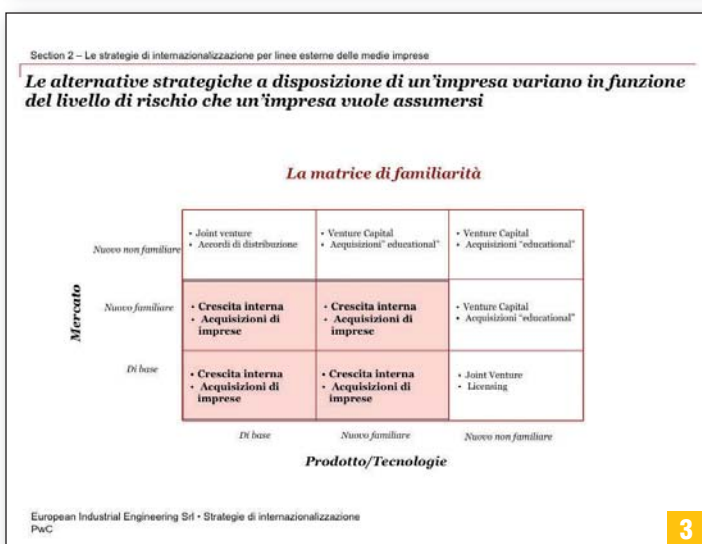 Section 2 – Le strategie di internazionalizzazione per linee esterne delle medie imprese
Le alternative strategiche a disposizione di un'impresa variano in funzione
del livello di rischio che un'impresa vuole assumersi
La matrice di familiarità
Mercato
Nuovo non familiare
• Joint venture
• Accordi di distribuzione
• Venture Capital
• Acquisizioni" educational"
• Venture Capital
• Acquisizioni "educational"
Nuovo familiare
• Crescita interna
• Acquisizioni di
imprese
• Crescita interna
• Acquisizioni di
imprese
• Venture Capital
• Acquisizioni "educational"
Di base
• Crescita interna
• Acquisizioni di
imprese
• Crescita interna
• Acquisizioni di
imprese
• Joint Venture
• Licensing
Di base
Nuovo familiare
Nuovo non familiare
Prodotto/Tecnologie
European Industrial Engineering Srl • Strategie di internazionalizzazione
PwC
3